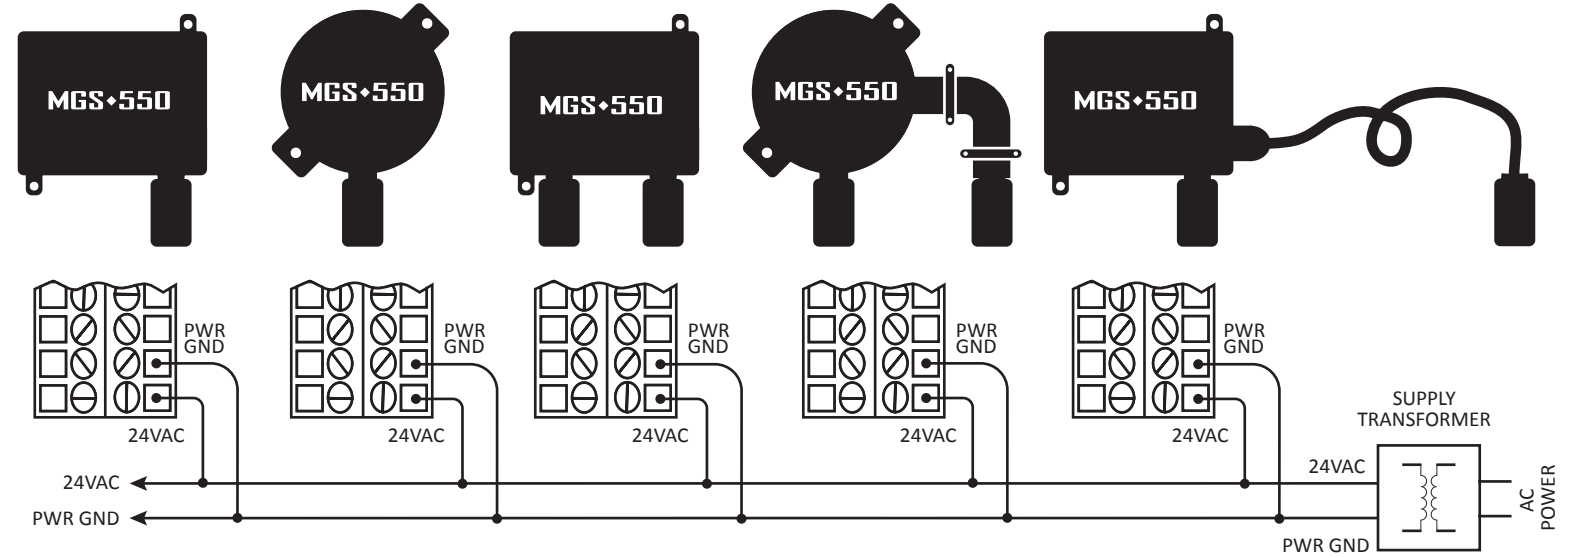 MGS◆550
MGS◆550
MGS◆550
MGS◆550
MGS◆550
PWR
GND
PWR
GND
PWR
GND
PWR
GND
PWR
GND
24VAC
24VAC
24VAC
24VAC
24VAC
SUPPLY
TRANSFORMER
24VAC
24VAC
PWR GND
PWR GND
AC
POWER